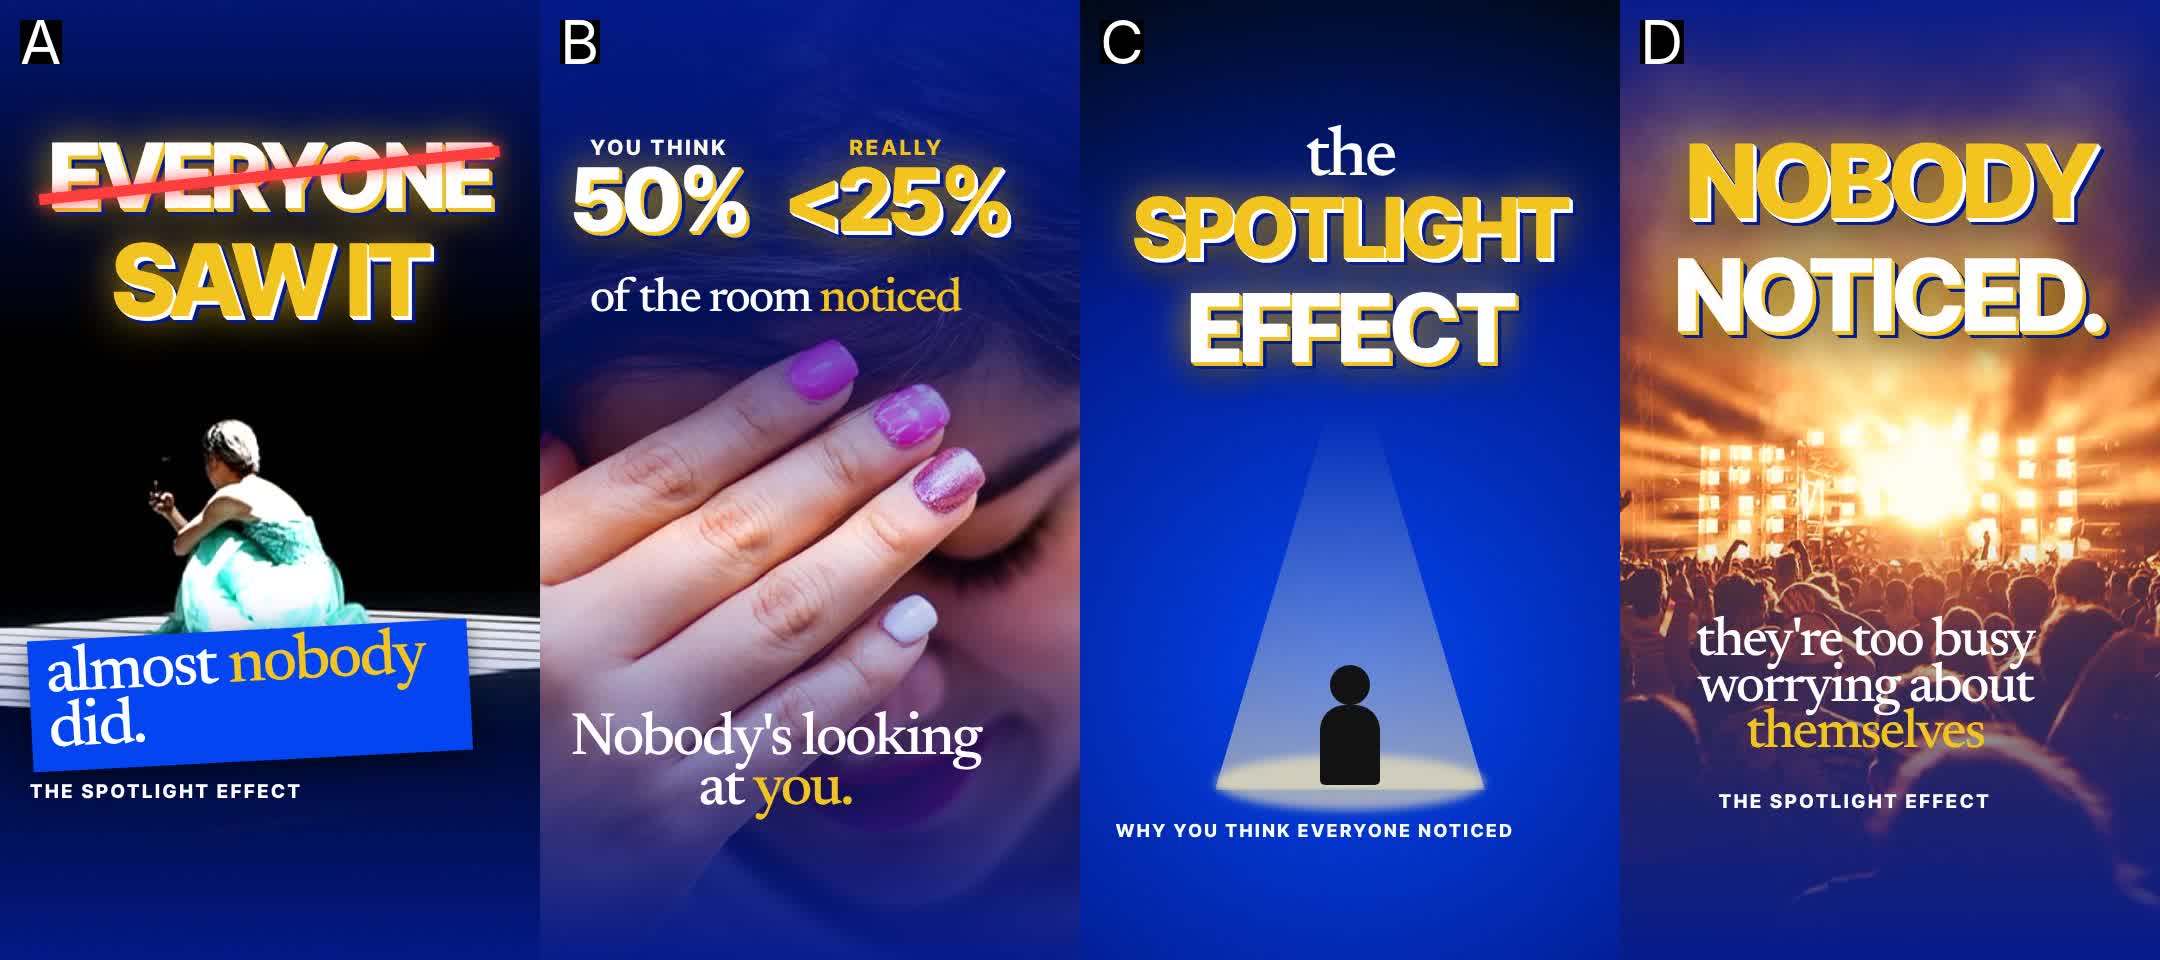 A
EVERYONE
SAW IT
almost nobody
did.
THE SPOTLIGHT EFFECT
B
YOU THINK
50%
REALLY
<25%
of the room noticed
Nobody's looking
at you.
C
the
SPOTLIGHT
EFFECT
WHY YOU THINK EVERYONE NOTICED
D
NOBODY
NOTICED.
they're too busy
worrying about
themselves
THE SPOTLIGHT EFFECT